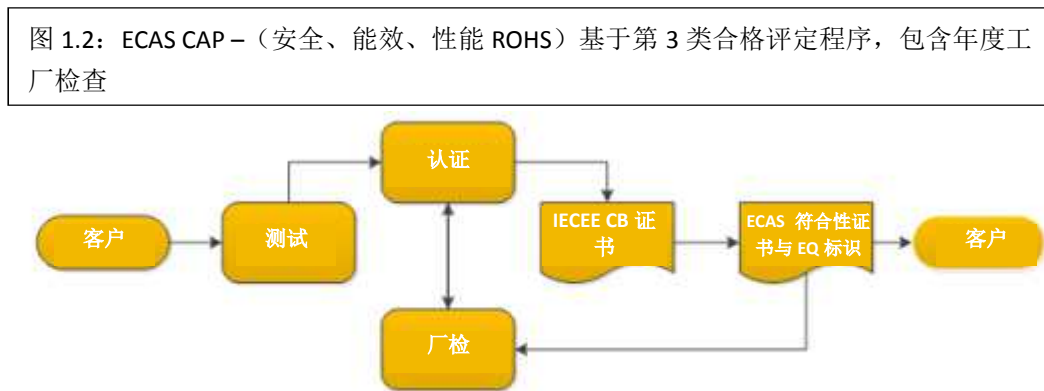 图 1.2：ECAS CAP –（安全、能效、性能 ROHS）基于第 3 类合格评定程序，包含年度工
厂检查
认证
客户
测试
IECEE CB 证
书
ECAS 符合性证
书与 EQ 标识
客户
厂检